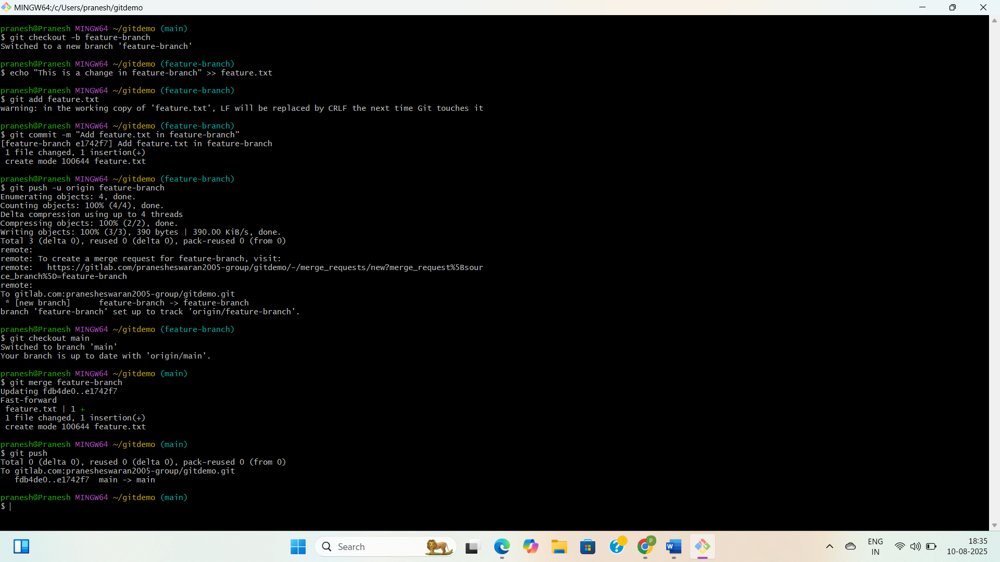 MINGW64:/c/Users/pranesh/gitdemo
pranesh@Pranesh MINGW64 ~/gitdemo (main)
$ git checkout -b feature-branch
Switched to a new branch 'feature-branch'
pranesh@Pranesh MINGW64 ~/gitdemo (feature-branch)
$ echo "This is a change in feature-branch" >> feature.txt
pranesh@Pranesh MINGW64 ~/gitdemo (feature-branch)
$ git add feature.txt
warning: in the working copy of 'feature.txt', LF will be replaced by CRLF the next time Git touches it
pranesh@Pranesh MINGW64 ~/gitdemo (feature-branch)
$ git commit -m "Add feature.txt in feature-branch"
[feature-branch e1742f7] Add feature.txt in feature-branch
 1 file changed, 1 insertion(+)
 create mode 100644 feature.txt
pranesh@Pranesh MINGW64 ~/gitdemo (feature-branch)
$ git push -u origin feature-branch
Enumerating objects: 4, done.
Counting objects: 100% (4/4), done.
Delta compression using up to 4 threads
Compressing objects: 100% (2/2), done.
Writing objects: 100% (3/3), 390 bytes | 390.00 KiB/s, done.
Total 3 (delta 0), reused 0 (delta 0), pack-reused 0 (from 0)
remote:
remote: To create a merge request for feature-branch, visit:
remote:   https://gitlab.com/pranesheswaran2005-group/gitdemo/-/merge_requests/new?merge_request%5Bsour
ce_branch%5D=feature-branch
remote:
To gitlab.com:pranesheswaran2005-group/gitdemo.git
 * [new branch]      feature-branch -> feature-branch
branch 'feature-branch' set up to track 'origin/feature-branch'.
pranesh@Pranesh MINGW64 ~/gitdemo (feature-branch)
$ git checkout main
Switched to branch 'main'
Your branch is up to date with 'origin/main'.
pranesh@Pranesh MINGW64 ~/gitdemo (main)
$ git merge feature-branch
Updating fdb4de0..e1742f7
Fast-forward
 feature.txt | 1 +
 1 file changed, 1 insertion(+)
 create mode 100644 feature.txt
pranesh@Pranesh MINGW64 ~/gitdemo (main)
$ git push
Total 0 (delta 0), reused 0 (delta 0), pack-reused 0 (from 0)
To gitlab.com:pranesheswaran2005-group/gitdemo.git
   fdb4de0..e1742f7  main -> main
pranesh@Pranesh MINGW64 ~/gitdemo (main)
$
Search
P
W
ENG
IN
18:35
10-08-2025